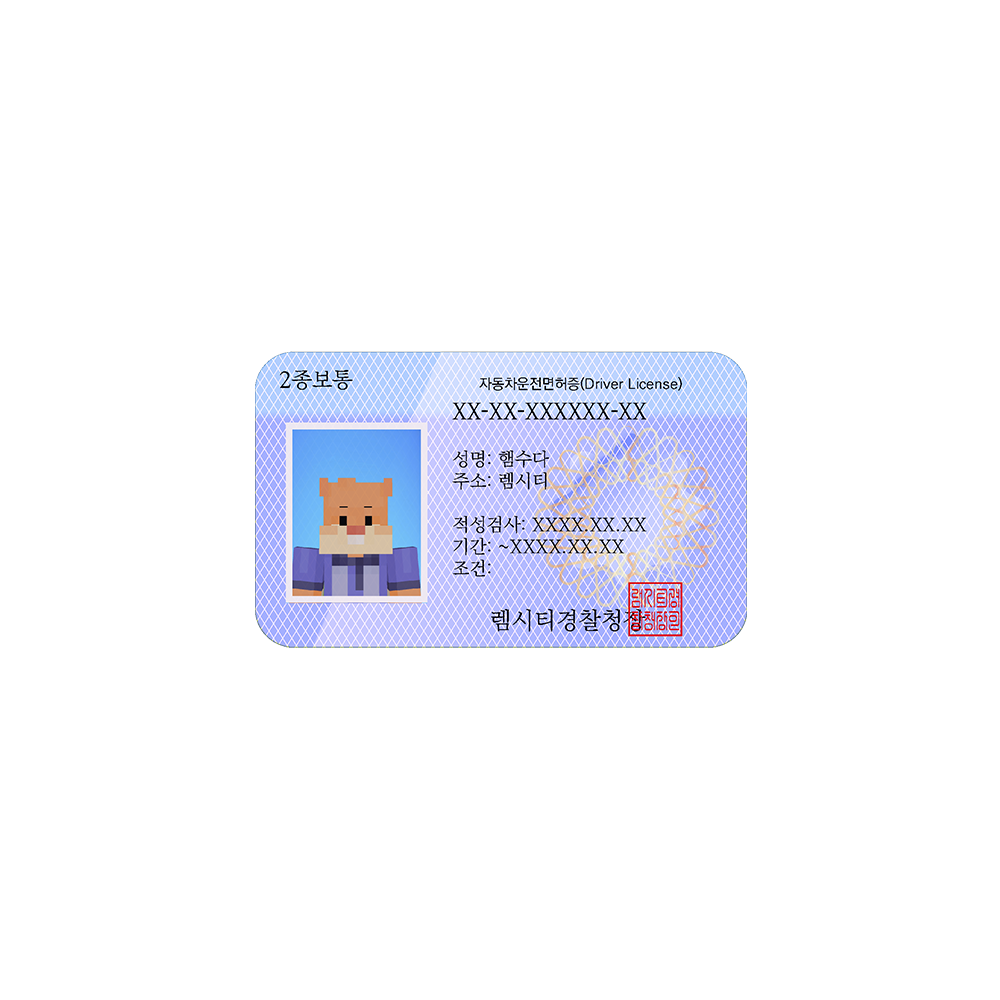 2종보통
자동차운전면허증(Driver License)
XX-XX-XXXXXX-XX
성명: 햄수다
주소: 렘시티
적성검사: XXXX.XX.XX
기간: ~XXXX.XX.XX
조건:
렘시티경찰청장